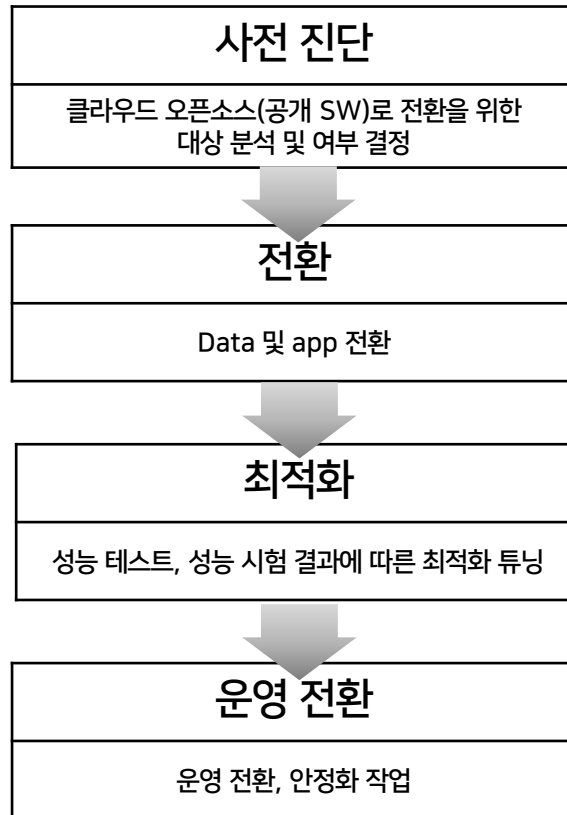 사전 진단
클라우드 오픈소스(공개 SW)로 전환을 위한
대상 분석 및 여부 결정
전환
Data 및 app 전환
최적화
성능 테스트, 성능 시험 결과에 따른 최적화 튜닝
운영 전환
운영 전환, 안정화 작업